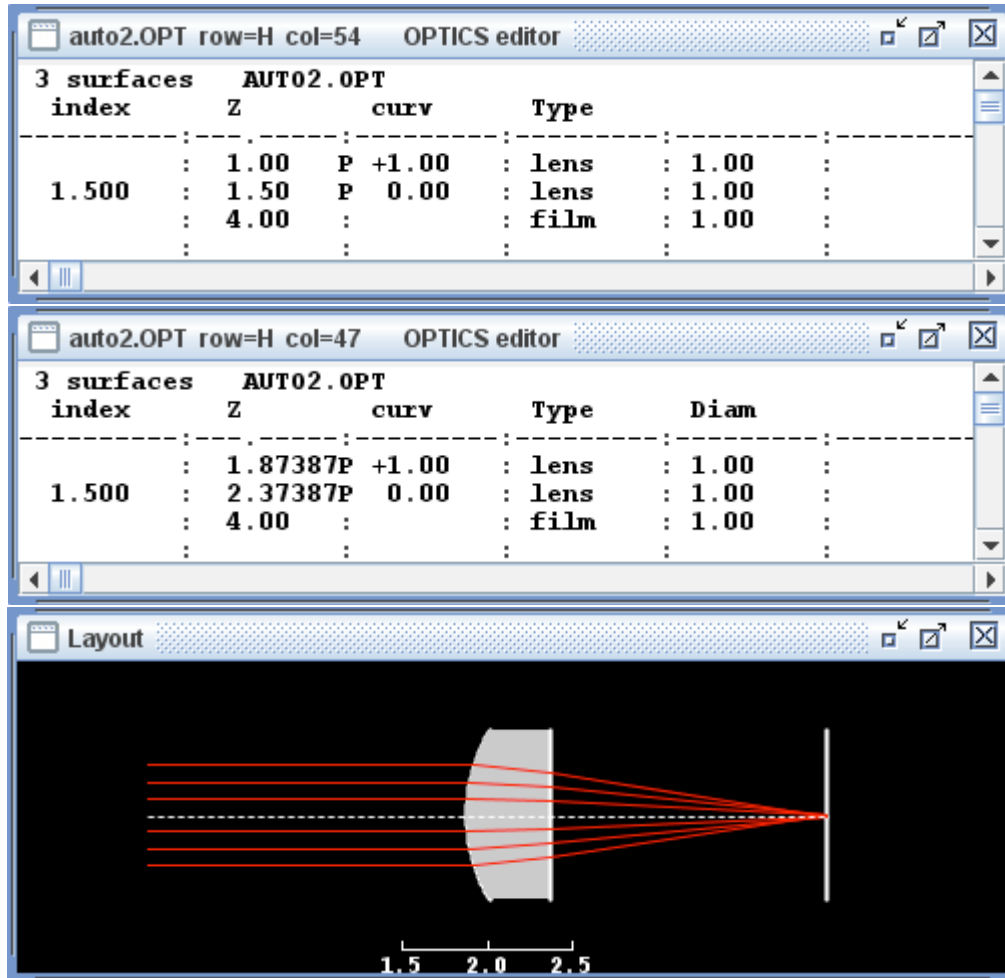 auto2.OPT row=H col=54 OPTICS editor
3 surfaces AUTO2.OPT
index Z curv Type
---------:---.-----:--------:---------:---------:---------
: 1.00 P +1.00 : lens : 1.00 :
1.500 : 1.50 P 0.00 : lens : 1.00 :
: 4.00 : : film : 1.00 :
: : : : :
auto2.OPT row=H col=47 OPTICS editor
3 surfaces AUTO2.OPT
index Z curv Type Diam
---------:---.-----:--------:---------:---------:---------
: 1.87387P +1.00 : lens : 1.00 :
1.500 : 2.37387P 0.00 : lens : 1.00 :
: 4.00 : : film : 1.00 :
: : : : :
Layout
1.5 2.0 2.5